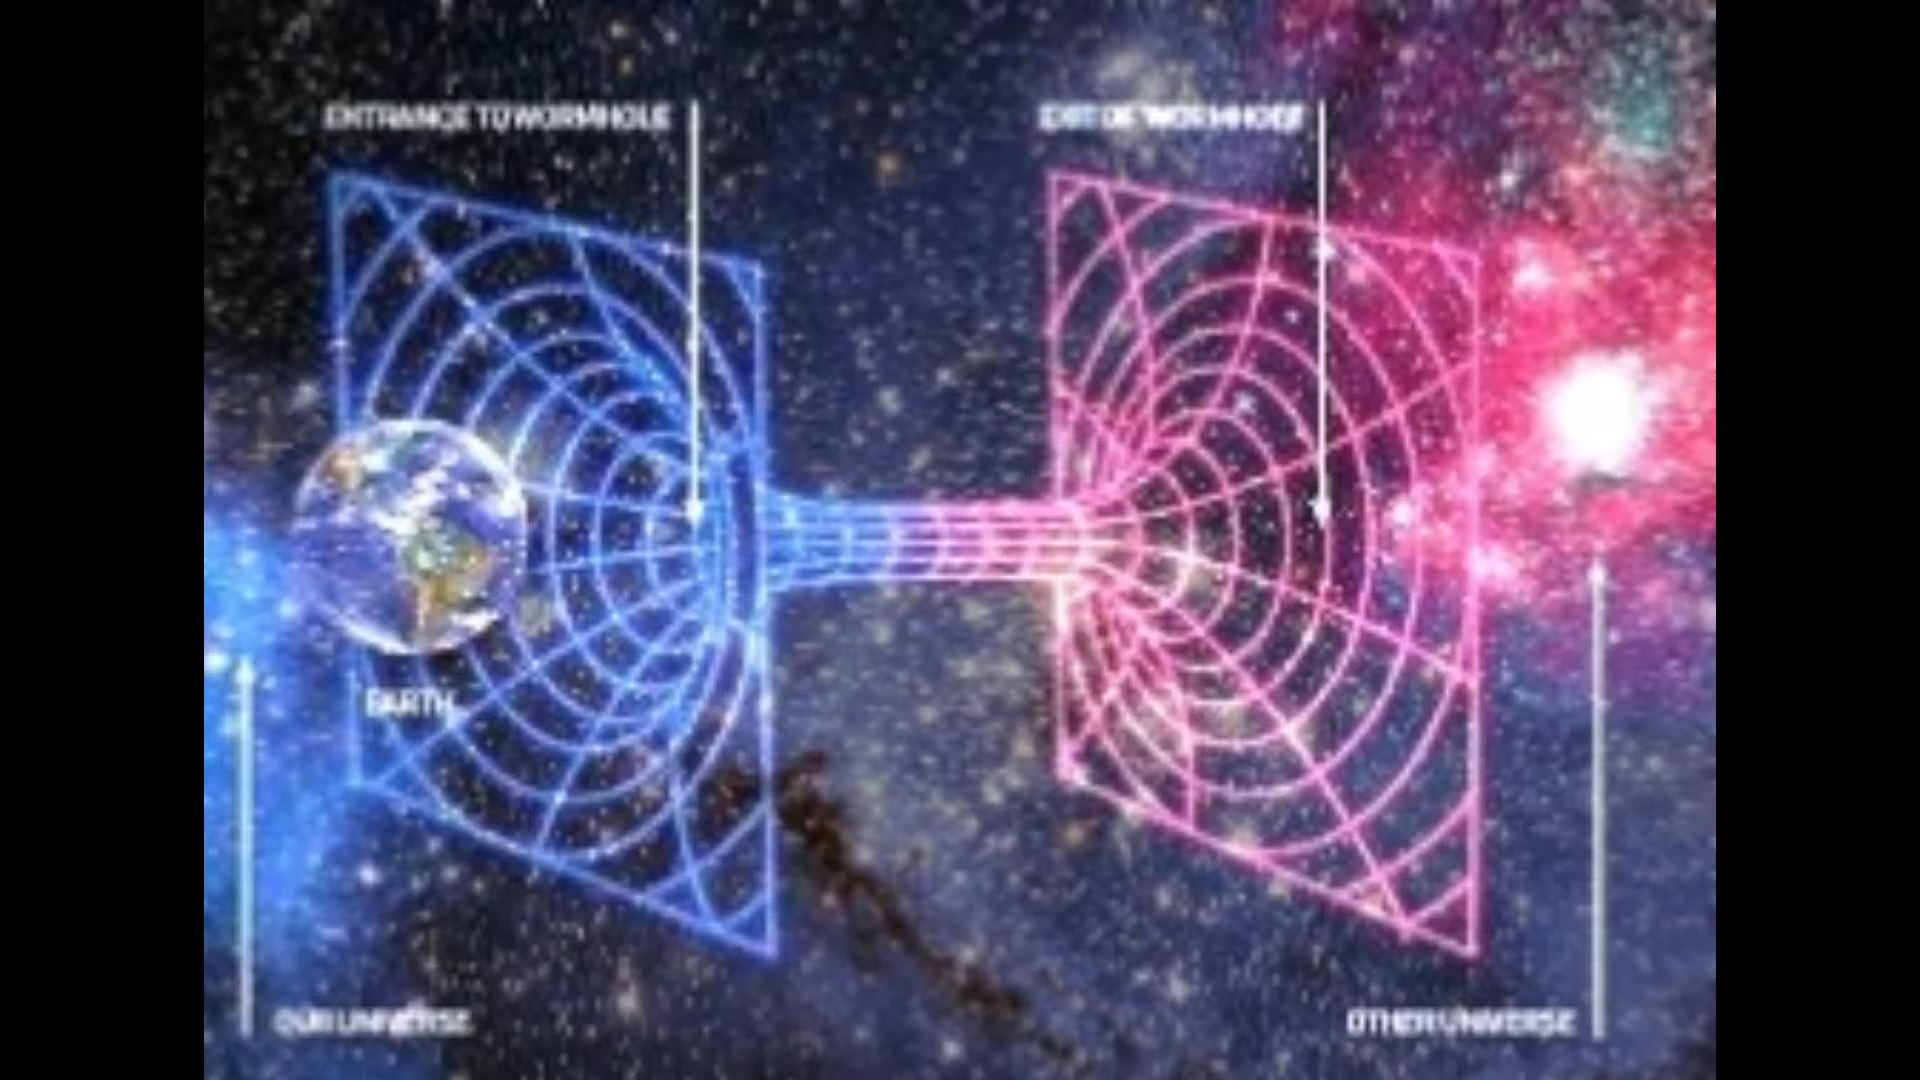 ENTRANCE TO WORMHOLE
EXIT OF WORMHOLE
EARTH
OUR UNIVERSE
OTHER UNIVERSE